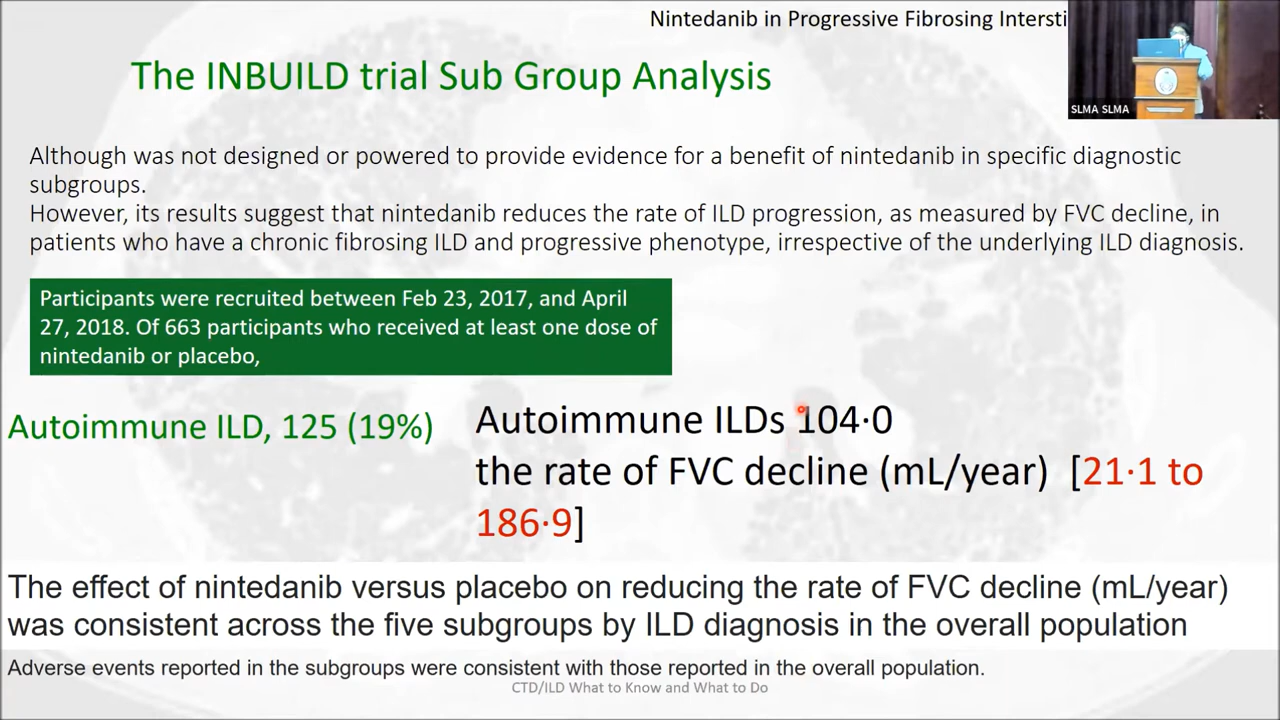 Nintedanib in Progressive Fibrosing Intersti
The INBUILD trial Sub Group Analysis
SLMA SLMA
Although was not designed or powered to provide evidence for a benefit of nintedanib in specific diagnostic
subgroups.
However, its results suggest that nintedanib reduces the rate of ILD progression, as measured by FVC decline, in
patients who have a chronic fibrosing ILD and progressive phenotype, irrespective of the underlying ILD diagnosis.
Participants were recruited between Feb 23, 2017, and April
27, 2018. Of 663 participants who received at least one dose of
nintedanib or placebo,
Autoimmune ILD, 125 (19%)
Autoimmune ILDs 104·0
the rate of FVC decline (mL/year) [21·1 to
186·9]
The effect of nintedanib versus placebo on reducing the rate of FVC decline (mL/year)
was consistent across the five subgroups by ILD diagnosis in the overall population
Adverse events reported in the subgroups were consistent with those reported in the overall population.
CTD/ILD What to Know and What to Do